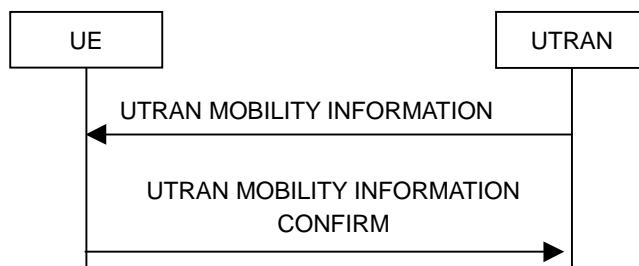 UE
UTRAN
UTRAN MOBILITY INFORMATION
UTRAN MOBILITY INFORMATION
CONFIRM